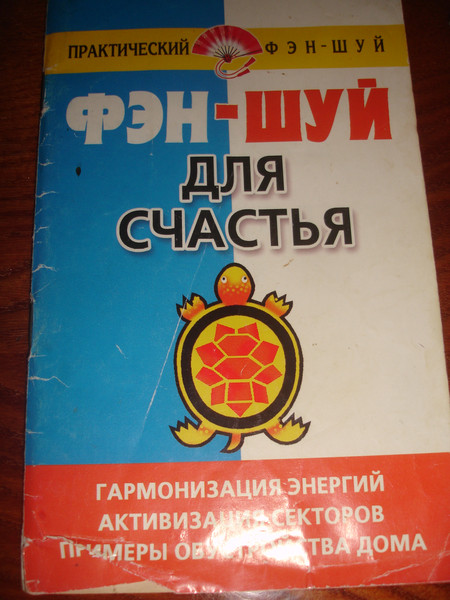 ПРАКТИЧЕСКИЙ ФЭН-ШУЙ
ФЭН-ШУЙ
ДЛЯ
СЧАСТЬЯ
ГАРМОНИЗАЦИЯ ЭНЕРГИЙ
АКТИВИЗАЦИЯ СЕКТОРОВ
ПРИМЕРЫ ОБУСТРОЙСТВА ДОМА